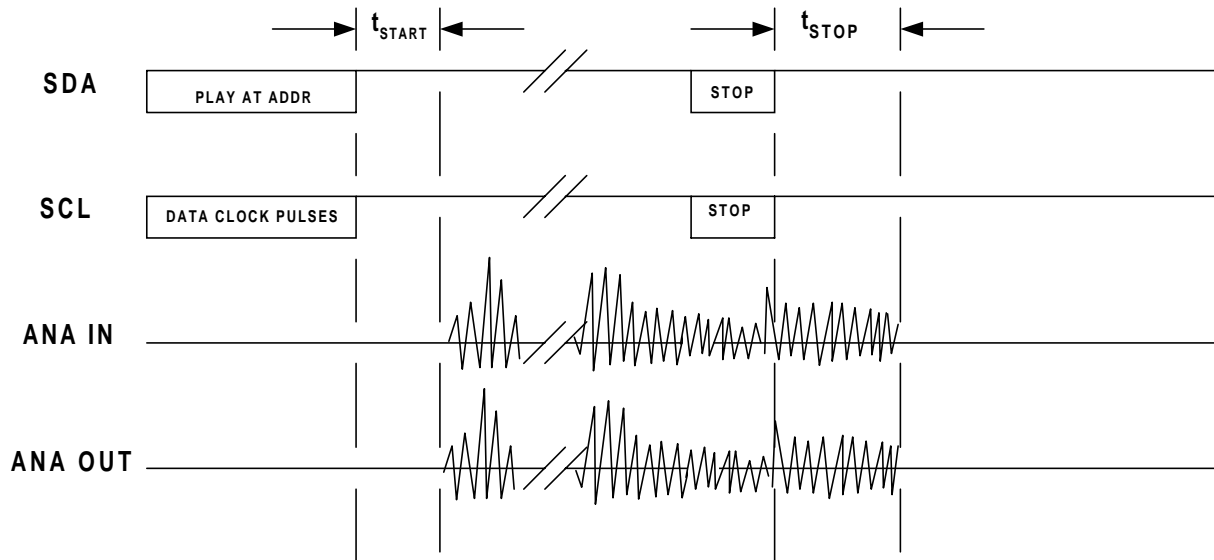 tSTART
tSTOP
SDA
PLAY AT ADDR
STOP
SCL
DATA CLOCK PULSES
STOP
ANA IN
ANA OUT